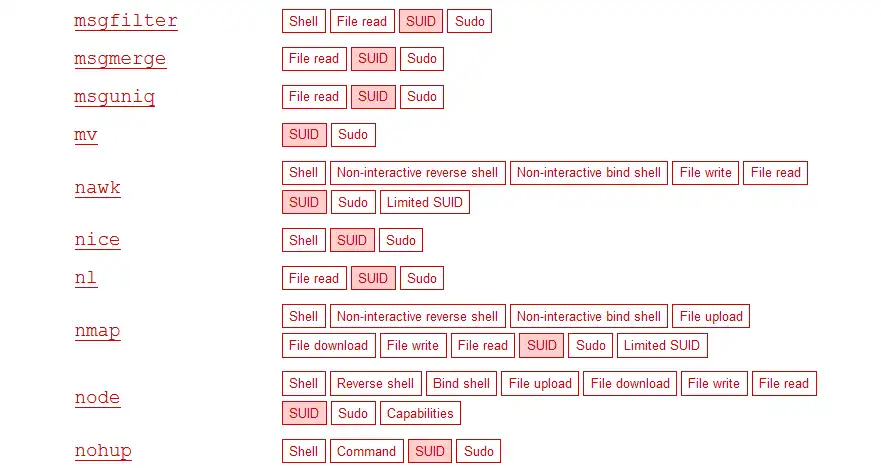 msgfilter Shell File read SUID Sudo
msgmerge File read SUID Sudo
msguniq File read SUID Sudo
mv SUID Sudo
nawk Shell Non-interactive reverse shell Non-interactive bind shell File write File read
SUID Sudo Limited SUID
nice Shell SUID Sudo
nl File read SUID Sudo
nmap Shell Non-interactive reverse shell Non-interactive bind shell File upload
File download File write File read SUID Sudo Limited SUID
node Shell Reverse shell Bind shell File upload File download File write File read
SUID Sudo Capabilities
nohup Shell Command SUID Sudo